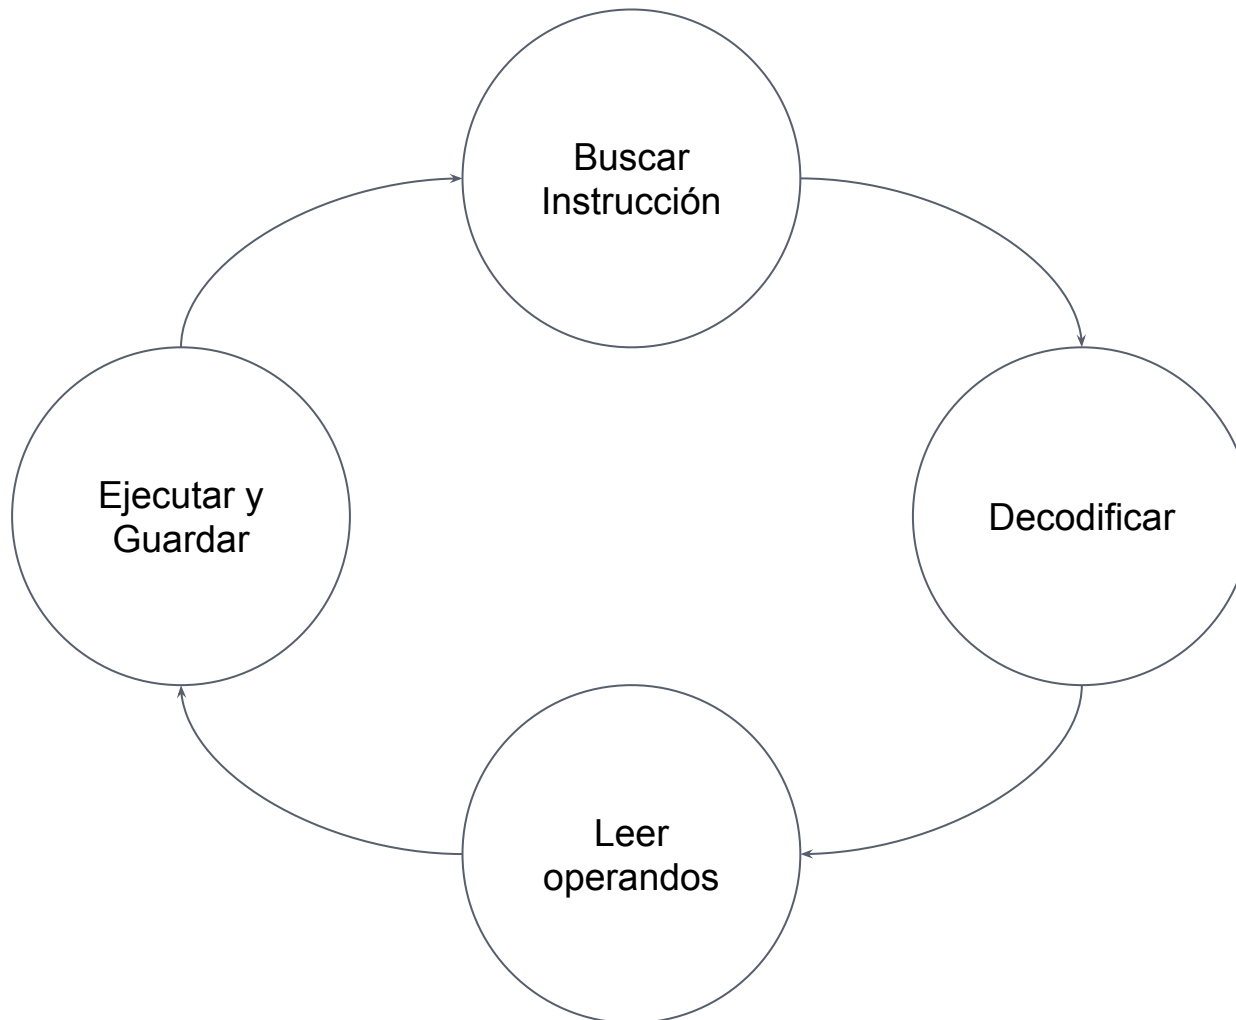 Buscar
Instrucción
Decodificar
Leer
operandos
Ejecutar y
Guardar